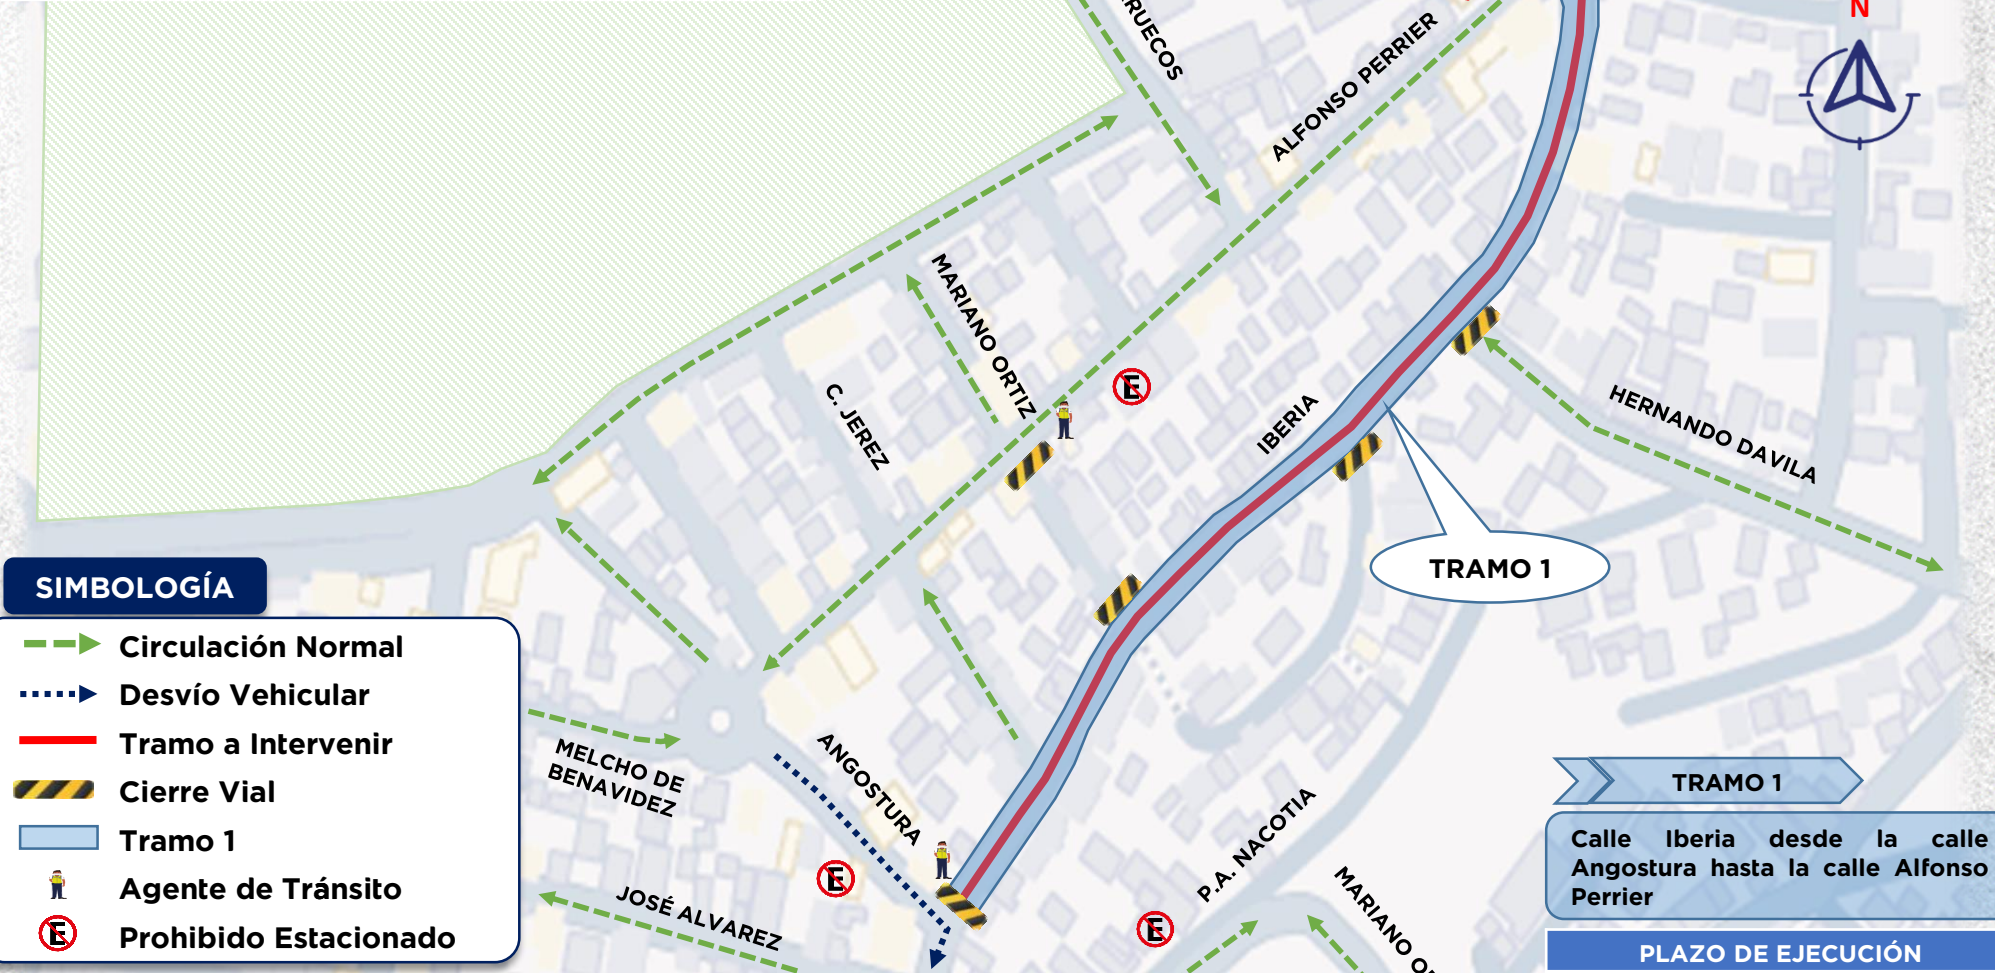 N
ALFONSO PERRIER
MARIANO ORTIZ
C. JEREZ
IBERIA
HERNANDO DAVILA
TRAMO 1
SIMBOLOGÍA
Circulación Normal
Desvío Vehicular
Tramo a Intervenir
Cierre Vial
Tramo 1
Agente de Tránsito
E
Prohibido Estacionado
MELCHO DE
BENAVIDEZ
ANGOSTURA
JOSÉ ALVAREZ
P.A. NACOTIA
MARIANO
E
E
E
TRAMO 1
Calle Iberia desde la calle
Angostura hasta la calle Alfonso
Perrier
PLAZO DE EJECUCIÓN